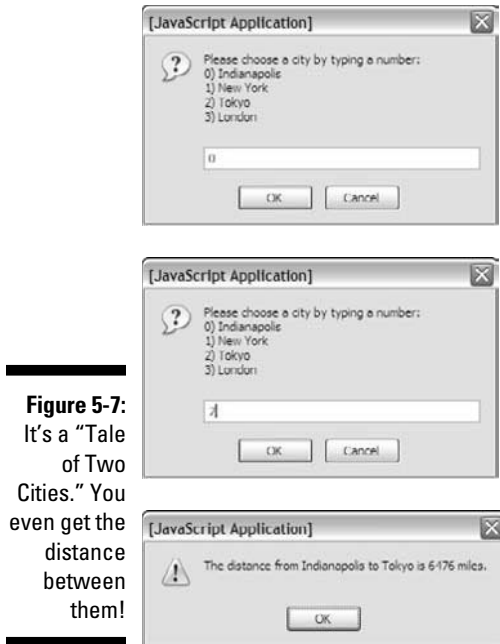 [JavaScript Application]
Please choose a city by typing a number:
0) Indianapolis
1) New York
2) Tokyo
3) London
0
OK Cancel
[JavaScript Application]
Please choose a city by typing a number:
0) Indianapolis
1) New York
2) Tokyo
3) London
2
OK Cancel
Figure 5-7:
It's a “Tale
of Two
Cities.” You
even get the
distance
between
them!
[JavaScript Application]
The distance from Indianapolis to Tokyo is 6476 miles.
OK